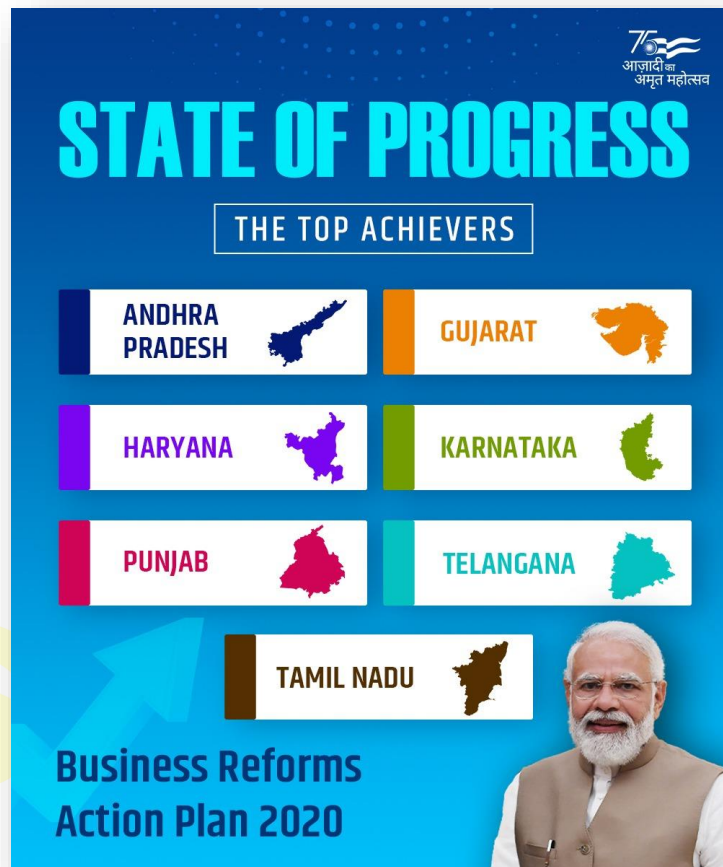 75
आज़ादी का
अमृत महोत्सव
STATE OF PROGRESS
THE TOP ACHIEVERS
ANDHRA
PRADESH
GUJARAT
HARYANA
KARNATAKA
PUNJAB
TELANGANA
TAMIL NADU
Business Reforms
Action Plan 2020